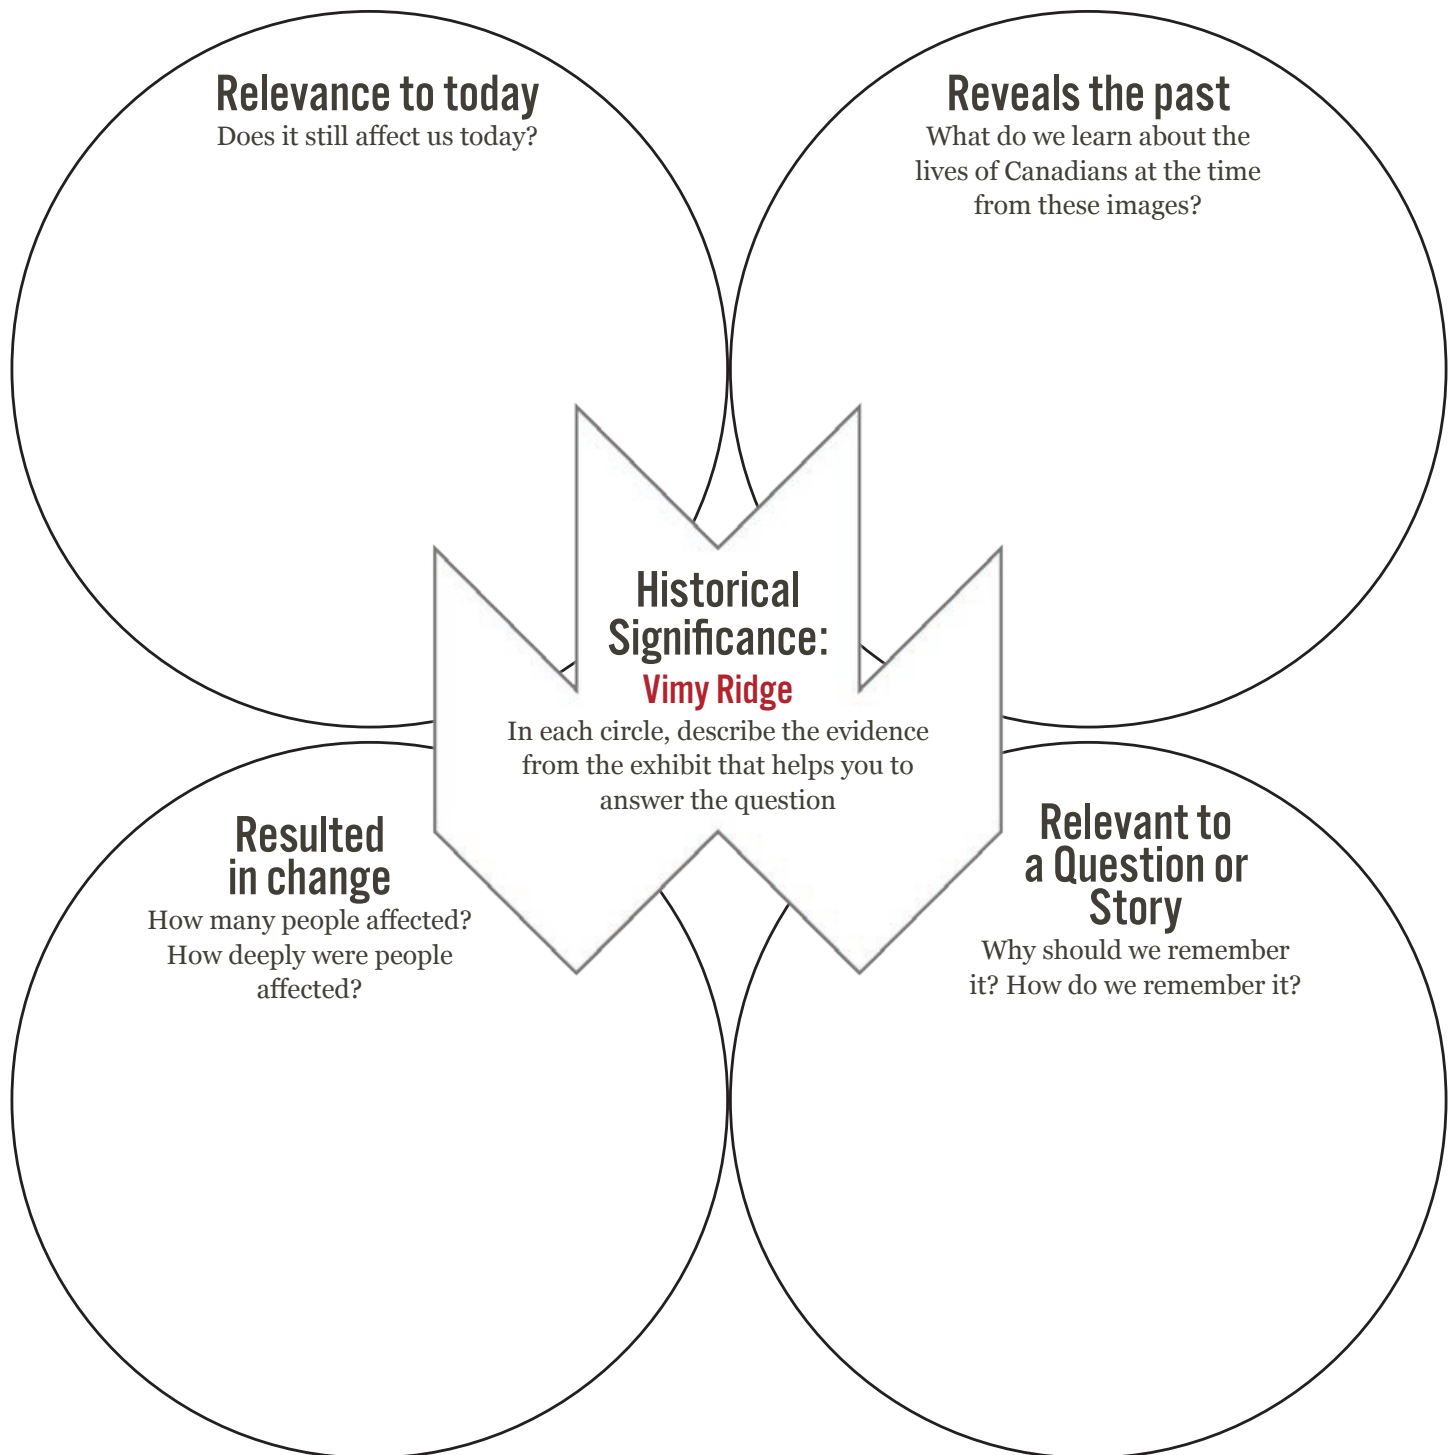 Relevance to today
Does it still affect us today?
Reveals the past
What do we learn about the
lives of Canadians at the time
from these images?
Historical
Significance:
Vimy Ridge
In each circle, describe the evidence
from the exhibit that helps you to
answer the question
Resulted
in change
How many people affected?
How deeply were people
affected?
Relevant to
a Question or
Story
Why should we remember
it? How do we remember it?